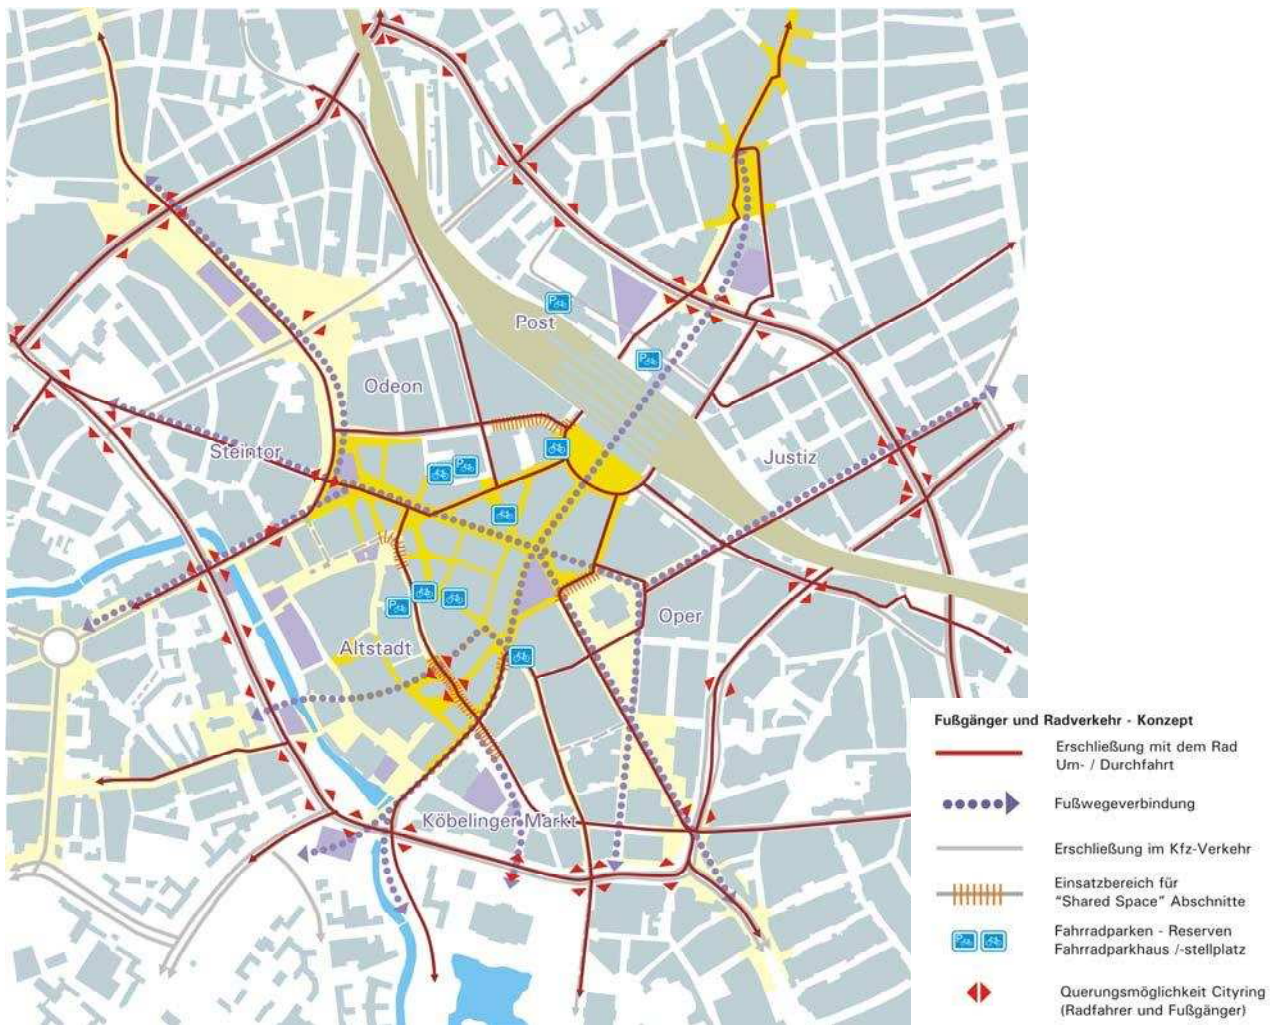 Post
Odeon
Steintor
Justiz
Oper
Altstadt
Köbelinger Markt
Fußgänger und Radverkehr - Konzept
Erschließung mit dem Rad
Um- / Durchfahrt
Fußwegeverbindung
Erschließung im Kfz-Verkehr
Einsatzbereich für
"Shared Space" Abschnitte
Fahrradparken - Reserven
Fahrradparkhaus /-stellplatz
Querungsmöglichkeit Cityring
(Radfahrer und Fußgänger)
P
P
P
P
P